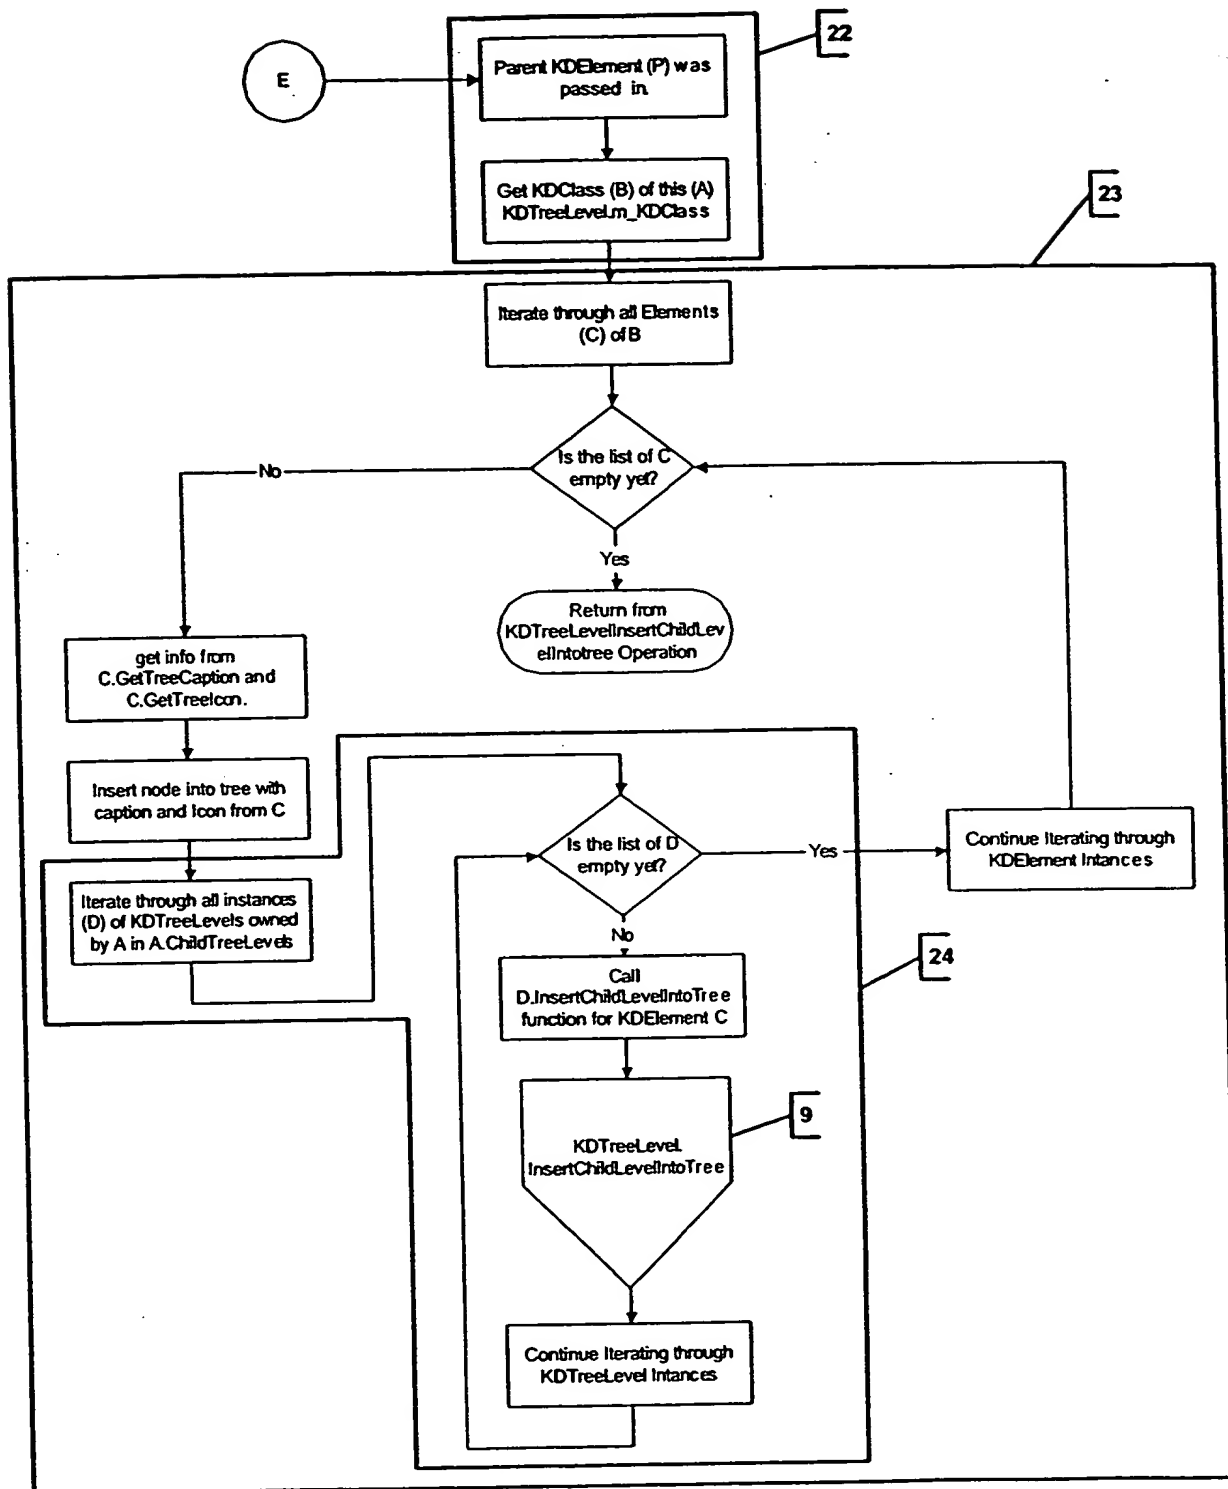 22
E
Parent KDElement (P) was
passed in.
Get KDClass (B) of this (A)
KDTreeLevel.m_KDClass
23
Iterate through all Elements
(C) of B
Is the list of C
empty yet?
No
Yes
Return from
KDTreeLevelInsertChildLev
elIntotree Operation
get info from
C.GetTreeCaption and
C.GetTreeIcon.
Insert node into tree with
caption and Icon from C
Iterate through all instances
(D) of KDTreeLevels owned
by A in A.ChildTreeLevels
Is the list of D
empty yet?
Yes
Continue Iterating through
KDElement Intances
No
24
Call
D.InsertChildLevelIntoTree
function for KDElement C
9
KDTreeLevel.
InsertChildLevelIntoTree
Continue Iterating through
KDTreeLevel Intances